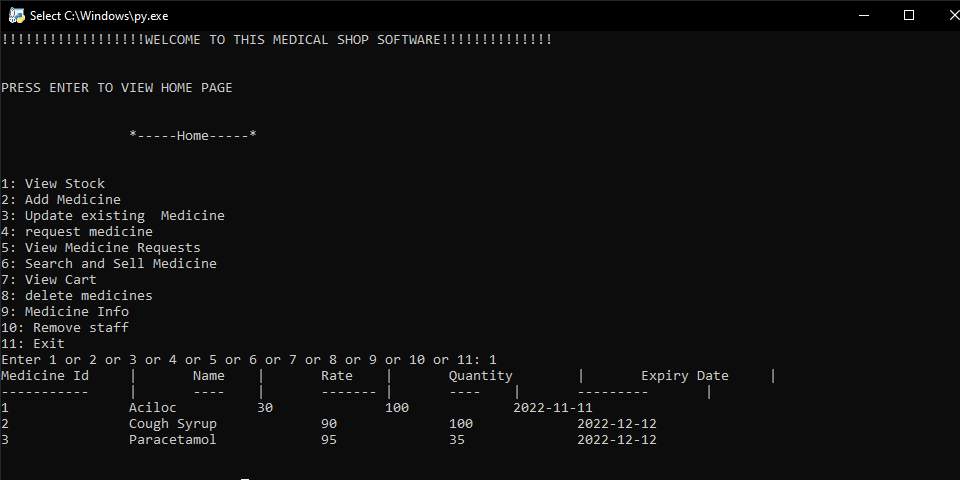 Select C:\Windows\py.exe
!!!!!!!!!!!!!!!!!!WELCOME TO THIS MEDICAL SHOP SOFTWARE!!!!!!!!!!!!!!
PRESS ENTER TO VIEW HOME PAGE
*-----Home-----*
1: View Stock
2: Add Medicine
3: Update existing  Medicine
4: request medicine
5: View Medicine Requests
6: Search and Sell Medicine
7: View Cart
8: delete medicines
9: Medicine Info
10: Remove staff
11: Exit
Enter 1 or 2 or 3 or 4 or 5 or 6 or 7 or 8 or 9 or 10 or 11: 1
Medicine Id     |       Name    |       Rate    |       Quantity        |       Expiry Date     |
-----------     |       ----    |       ------- |       ----    |       ---------       |
1               Aciloc          30              100             2022-11-11
2               Cough Syrup             90              100             2022-12-12
3               Paracetamol             95              35              2022-12-12